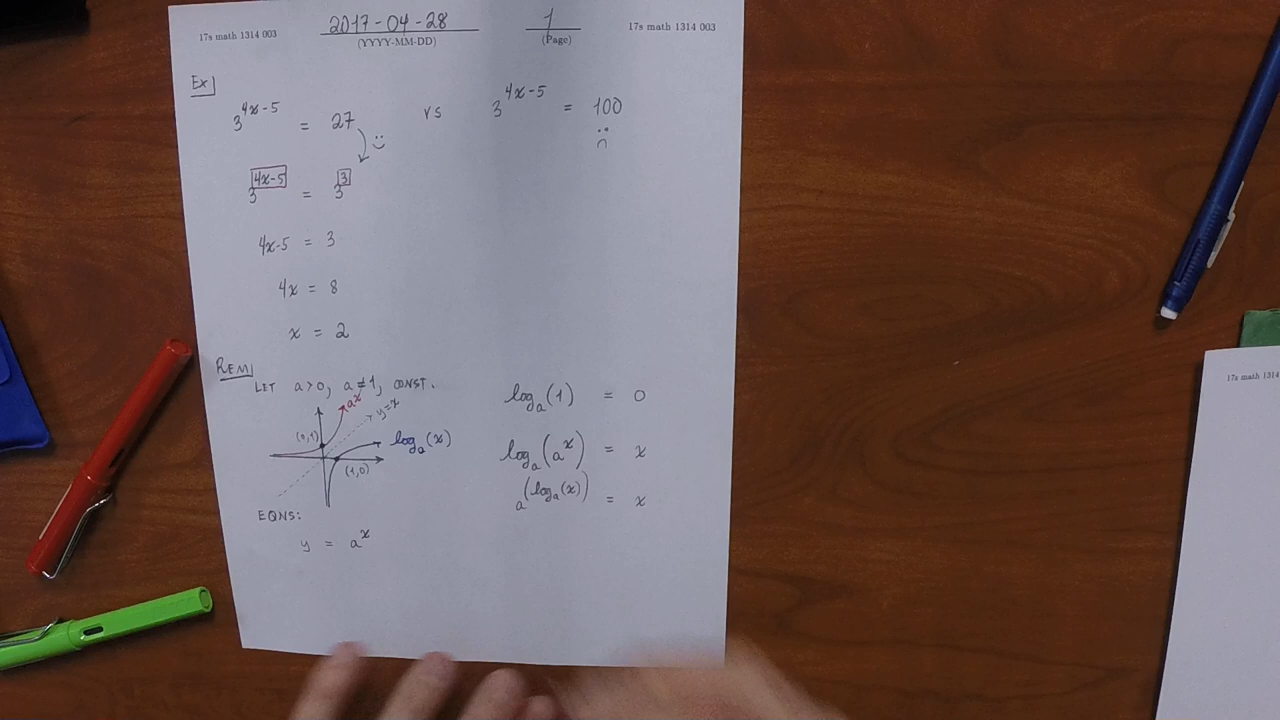 17s math 1314 003 2017-04-28 1 17s math 1314 003
(YYYY-MM-DD) (Page)
Ex
3^{4x-5} = 27 vs 3^{4x-5} = 100
3^{4x-5} = 3^{3}
4x-5 = 3
4x = 8
x = 2
REM
LET a>0, a≠1, CONST.
a^x
y=x
(0,1)
log_a(x)
(1,0)
log_a(1) = 0
log_a(a^x) = x
a^{(log_a(x))} = x
EQNS:
y = a^x
17s math 1314